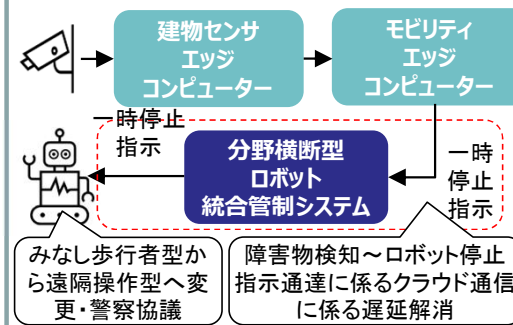 建物センサ
エッジ
コンピューター
モビリティ
エッジ
コンピューター
一時停止
指示
分野横断型
ロボット
統合管制システム
一時
停止
指示
みなし歩行者型か
ら遠隔操作型へ変
更・警察協議
障害物検知～ロボット停止
指示通達に係るクラウド通信
に係る遅延解消